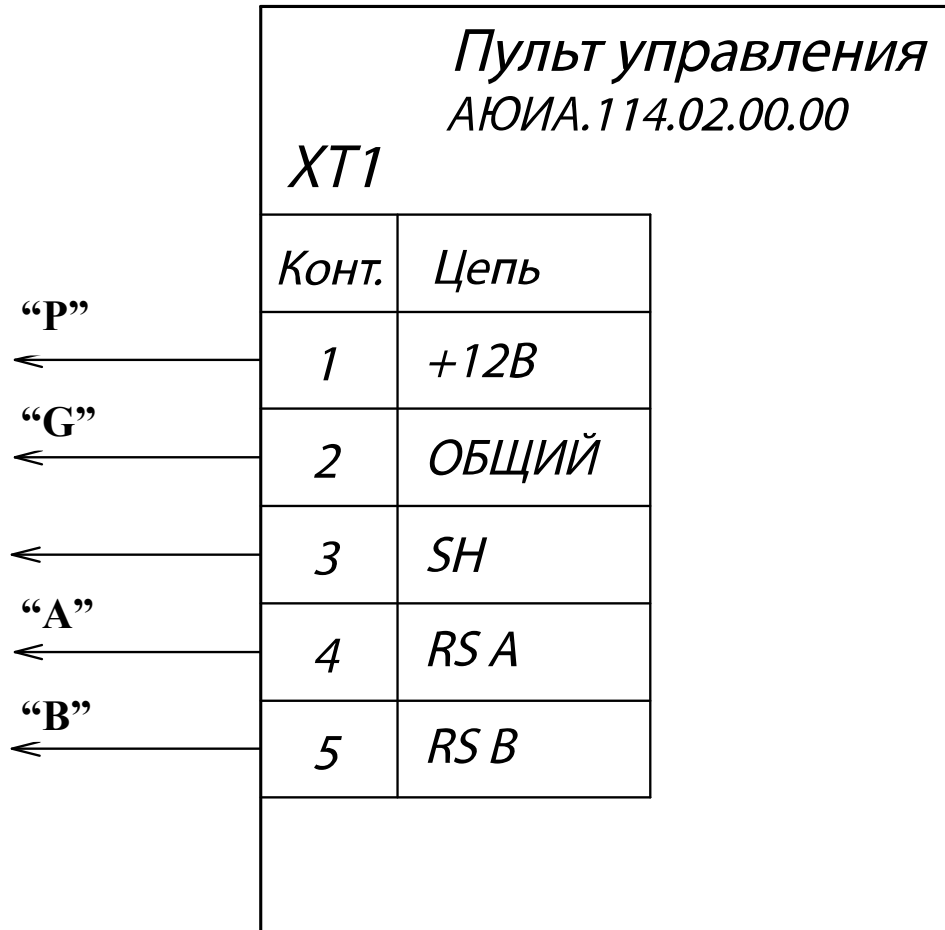 Пульт управления
АЮИА.114.02.00.00
XT1
Конт. Цепь
“P”
1 +12В
“G”
2 ОБЩИЙ
3 SH
“A”
4 RS A
“B”
5 RS B